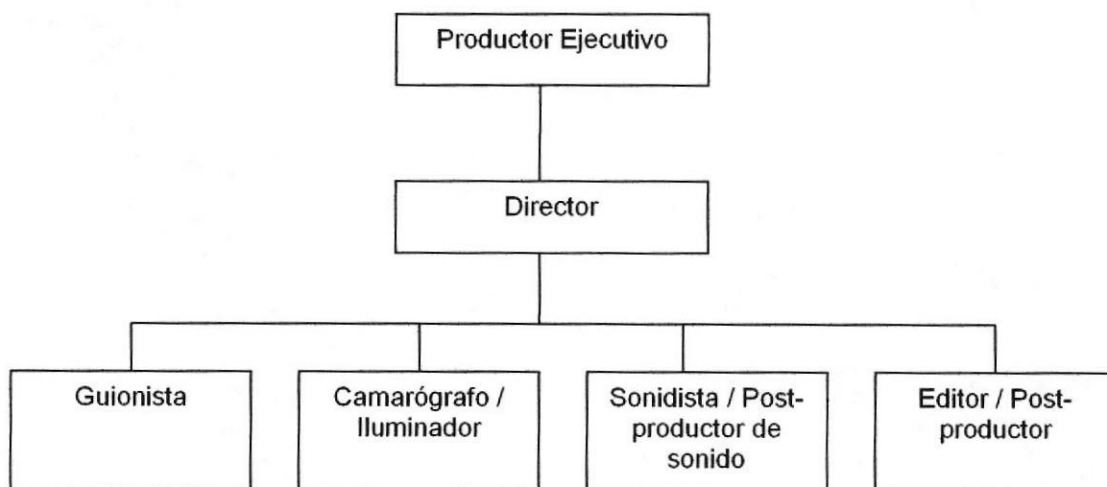 Productor Ejecutivo
Director
Guionista
Camarógrafo /
Iluminador
Sonidista / Post-
productor de
sonido
Editor / Post-
productor